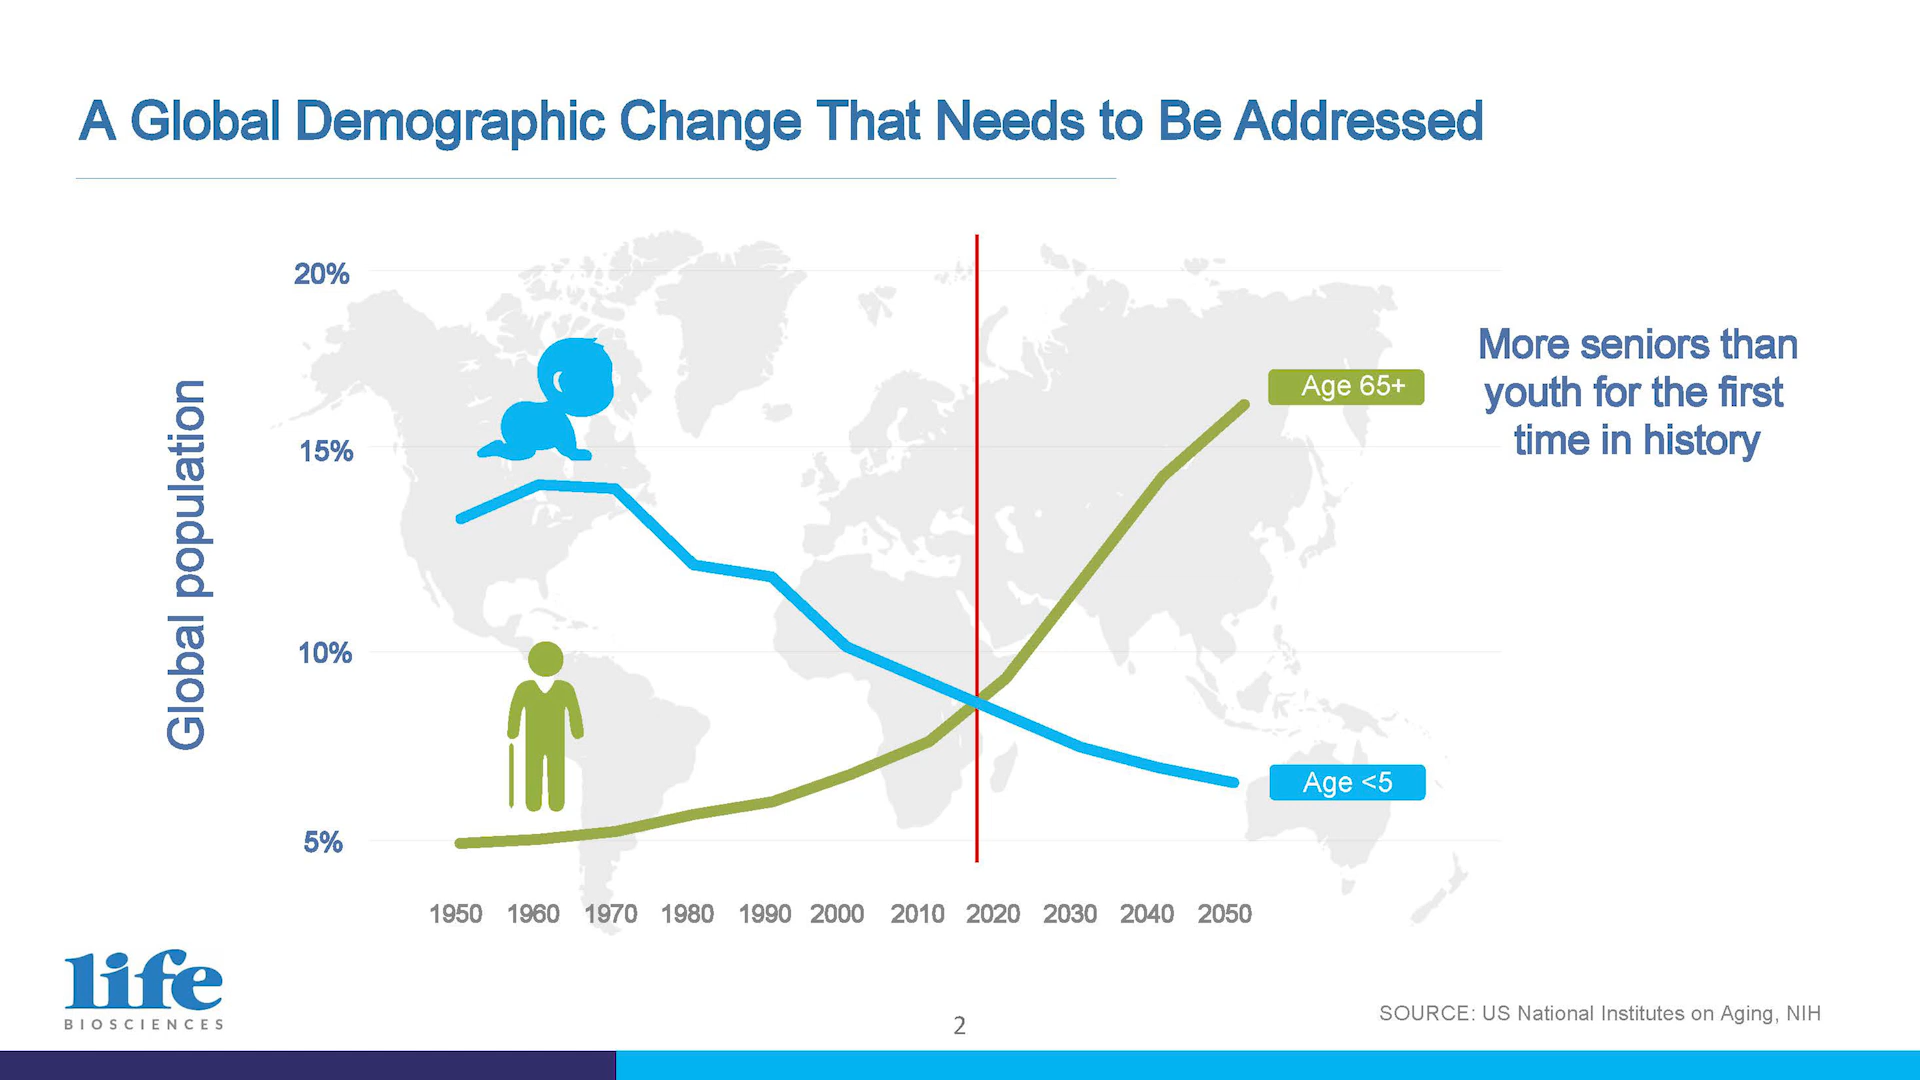 A Global Demographic Change That Needs to Be Addressed
20%
15%
10%
5%
Global population
Age 65+
Age <5
More seniors than
youth for the first
time in history
1950 1960 1970 1980 1990 2000 2010 2020 2030 2040 2050
life
BIOSCIENCES
2
SOURCE: US National Institutes on Aging, NIH